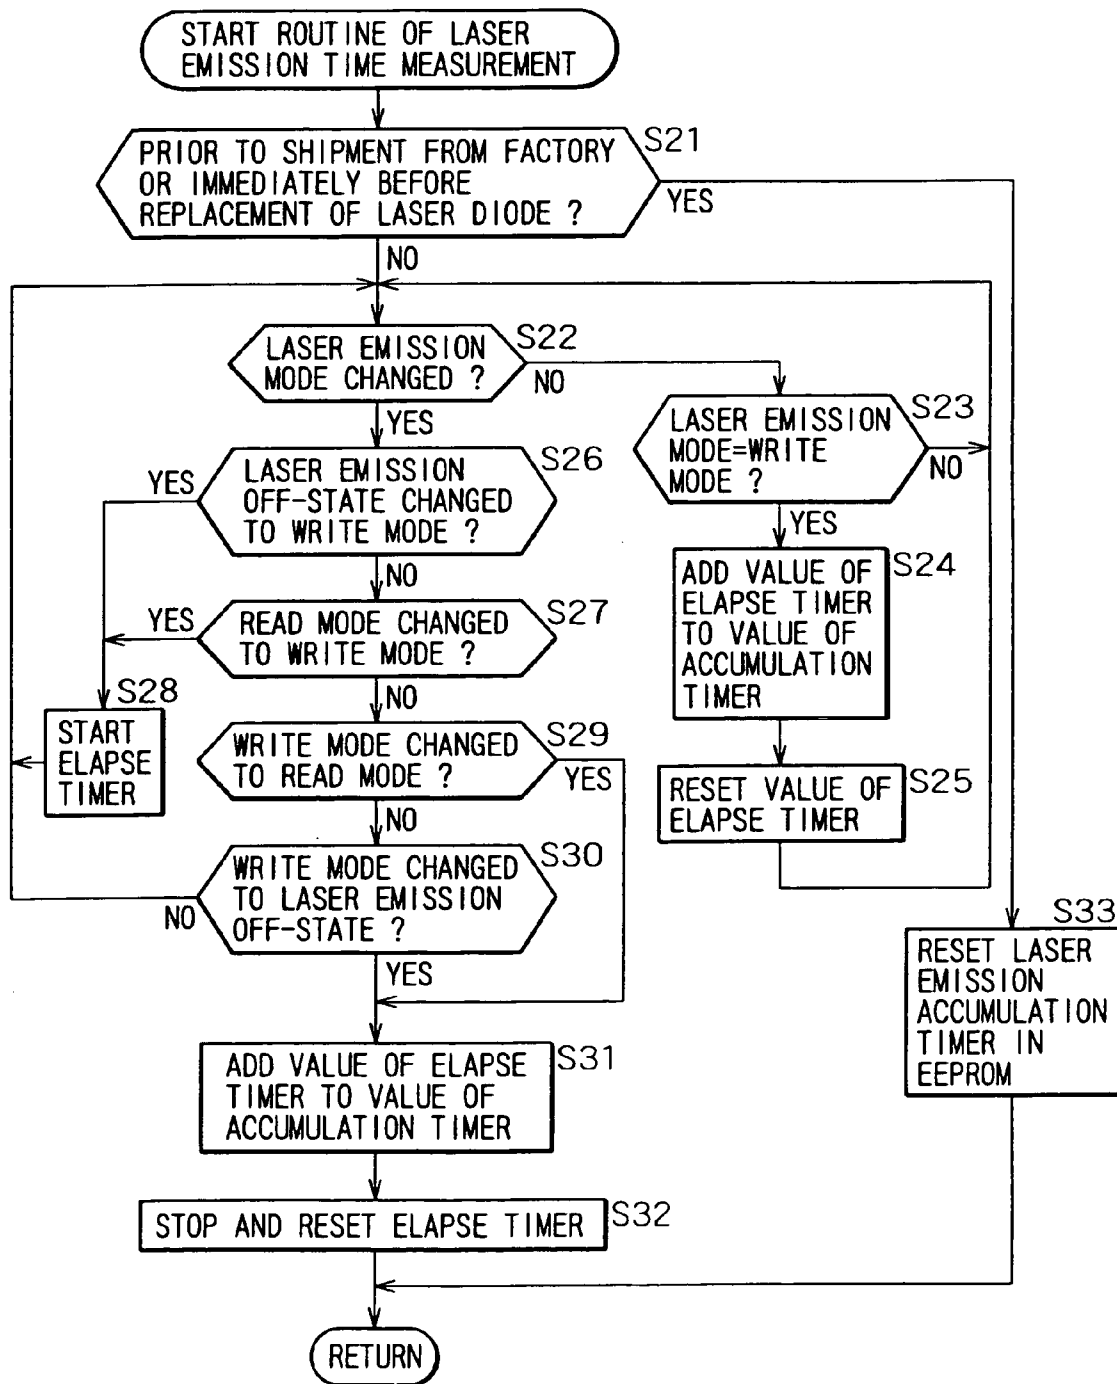 START ROUTINE OF LASER
EMISSION TIME MEASUREMENT
S21
PRIOR TO SHIPMENT FROM FACTORY
OR IMMEDIATELY BEFORE
REPLACEMENT OF LASER DIODE ?
YES
NO
S22
LASER EMISSION
MODE CHANGED ?
NO
YES
S23
LASER EMISSION
MODE=WRITE
MODE ?
NO
YES
S26
LASER EMISSION
OFF-STATE CHANGED
TO WRITE MODE ?
YES
NO
S24
ADD VALUE OF
ELAPSE TIMER
TO VALUE OF
ACCUMULATION
TIMER
S27
READ MODE CHANGED
TO WRITE MODE ?
YES
NO
S28
START
ELAPSE
TIMER
S29
WRITE MODE CHANGED
TO READ MODE ?
YES
NO
S25
RESET VALUE OF
ELAPSE TIMER
S30
WRITE MODE CHANGED
TO LASER EMISSION
OFF-STATE ?
NO
YES
S33
RESET LASER
EMISSION
ACCUMULATION
TIMER IN
EEPROM
S31
ADD VALUE OF ELAPSE
TIMER TO VALUE OF
ACCUMULATION TIMER
S32
STOP AND RESET ELAPSE TIMER
RETURN